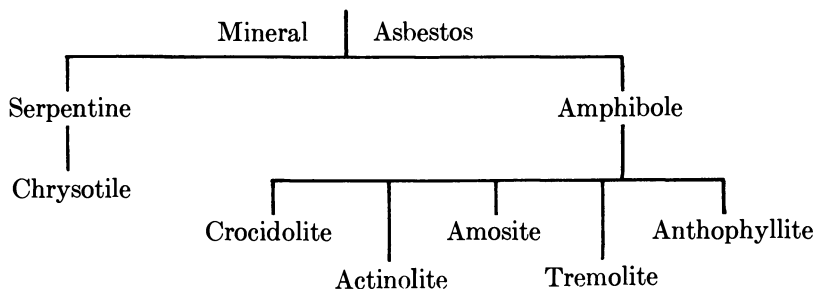 Mineral Asbestos
Serpentine Amphibole
Chrysotile
Crocidolite Amosite Anthophyllite
Actinolite Tremolite